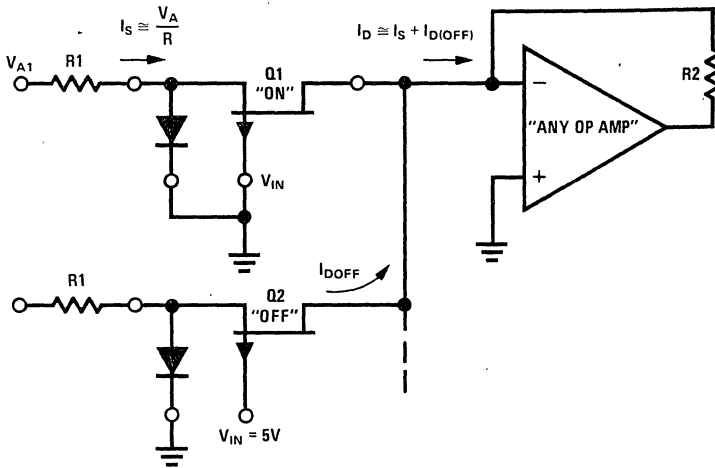 I_S ≅ V_A/R
I_D ≅ I_S + I_D(OFF)
V_A1
R1
Q1
"ON"
V_IN
R2
−
"ANY OP AMP"
+
I_DOFF
R1
Q2
"OFF"
V_IN = 5V